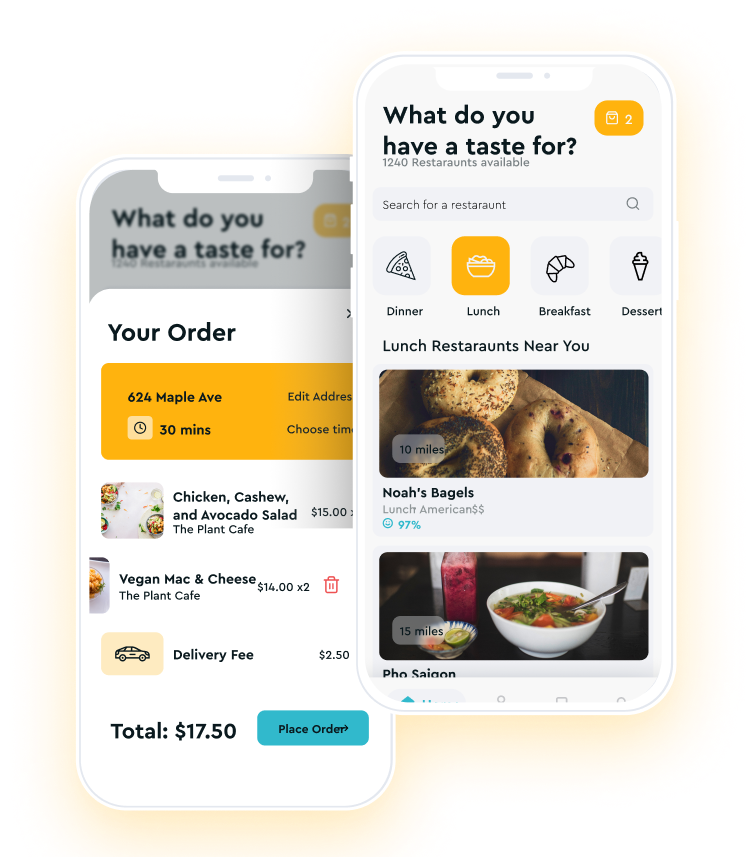 What do you
have a taste for?
1240 Restaraunts available
2
Search for a restaraunt
Dinner
Lunch
Breakfast
Dessert
Lunch Restaraunts Near You
10 miles
Noah's Bagels
Lunch American$$
97%
15 miles
Pho Saigon
What do you
have a taste for?
1240 Restaraunts available
Your Order
624 Maple Ave
Edit Addres
30 mins
Choose time
Chicken, Cashew,
and Avocado Salad
$15.00
The Plant Cafe
Vegan Mac & Cheese
$14.00 x2
The Plant Cafe
Delivery Fee
$2.50
Total: $17.50
Place Order